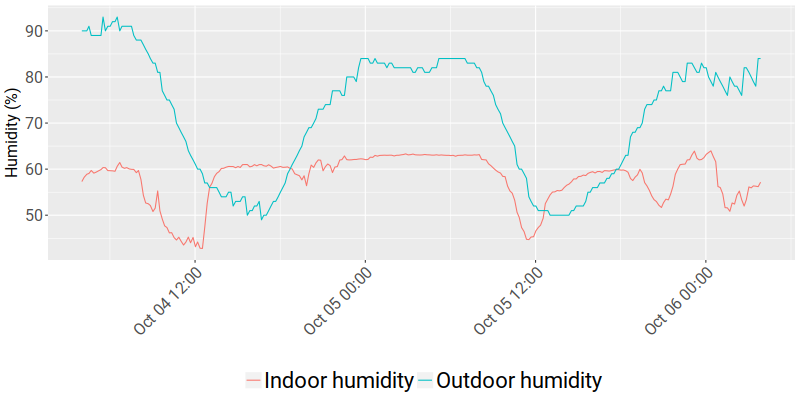 Humidity (%)
90
80
70
60
50
Oct 04 12:00
Oct 05 00:00
Oct 05 12:00
Oct 06 00:00
Indoor humidity Outdoor humidity